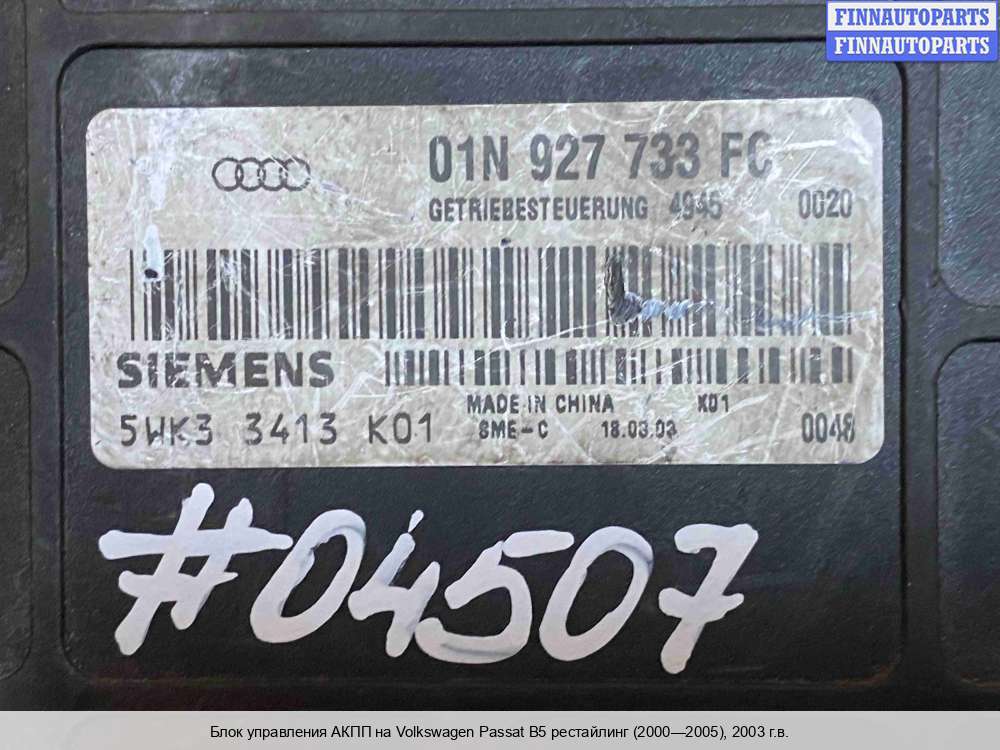 FINNAUTOPARTS
FINNAUTOPARTS
01N 927 733 FC
GETRIEBESTEUERUNG 4945 0020
SIEMENS
MADE IN CHINA K01
5WK3 3413 K01 SME-C 18.03.03 0048
#04507
Блок управления АКПП на Volkswagen Passat B5 рестайлинг (2000—2005), 2003 г.в.